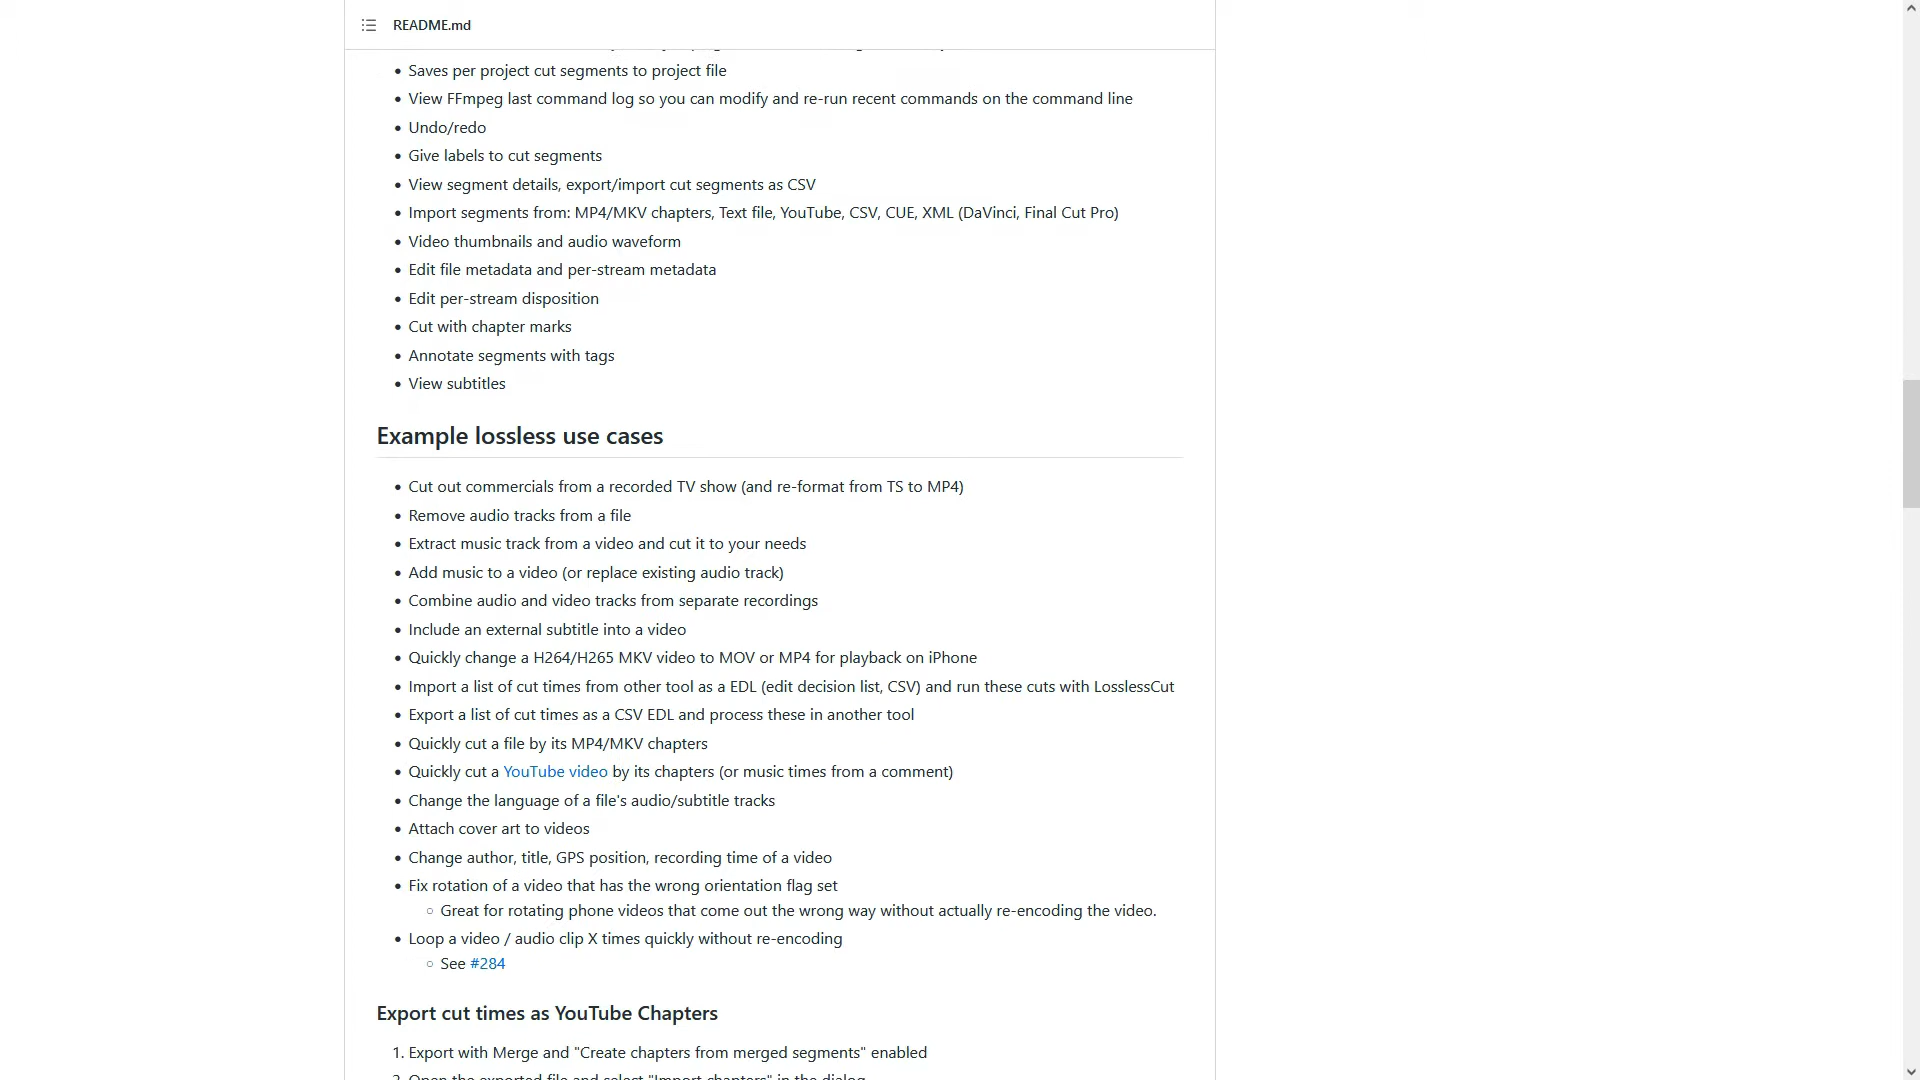 README.md
Saves per project cut segments to project file
View FFmpeg last command log so you can modify and re-run recent commands on the command line
Undo/redo
Give labels to cut segments
View segment details, export/import cut segments as CSV
Import segments from: MP4/MKV chapters, Text file, YouTube, CSV, CUE, XML (DaVinci, Final Cut Pro)
Video thumbnails and audio waveform
Edit file metadata and per-stream metadata
Edit per-stream disposition
Cut with chapter marks
Annotate segments with tags
View subtitles
Example lossless use cases
Cut out commercials from a recorded TV show (and re-format from TS to MP4)
Remove audio tracks from a file
Extract music track from a video and cut it to your needs
Add music to a video (or replace existing audio track)
Combine audio and video tracks from separate recordings
Include an external subtitle into a video
Quickly change a H264/H265 MKV video to MOV or MP4 for playback on iPhone
Import a list of cut times from other tool as a EDL (edit decision list, CSV) and run these cuts with LosslessCut
Export a list of cut times as a CSV EDL and process these in another tool
Quickly cut a file by its MP4/MKV chapters
Quickly cut a YouTube video by its chapters (or music times from a comment)
Change the language of a file's audio/subtitle tracks
Attach cover art to videos
Change author, title, GPS position, recording time of a video
Fix rotation of a video that has the wrong orientation flag set
Great for rotating phone videos that come out the wrong way without actually re-encoding the video.
Loop a video / audio clip X times quickly without re-encoding
See #284
Export cut times as YouTube Chapters
1. Export with Merge and "Create chapters from merged segments" enabled
2. Open the exported file and select "Import chapters" in the dialog